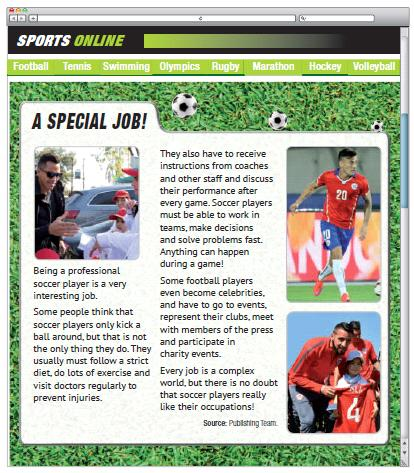 SPORTS ONLINE
Football Tennis Swimming Olympics Rugby Marathon Hockey Volleyball
A SPECIAL JOB!
Being a professional
soccer player is a very
interesting job.
Some people think that
soccer players only kick a
ball around, but that is not
the only thing they do. They
usually must follow a strict
diet, do lots of exercise and
visit doctors regularly to
prevent injuries.
They also have to receive
instructions from coaches
and other staff and discuss
their performance after
every game. Soccer players
must be able to work in
teams, make decisions
and solve problems fast.
Anything can happen
during a game!
Some football players
even become celebrities,
and have to go to events,
represent their clubs, meet
with members of the press
and participate in
charity events.
Every job is a complex
world, but there is no doubt
that soccer players really
like their occupations!
Source: Publishing Team.
20
10
4